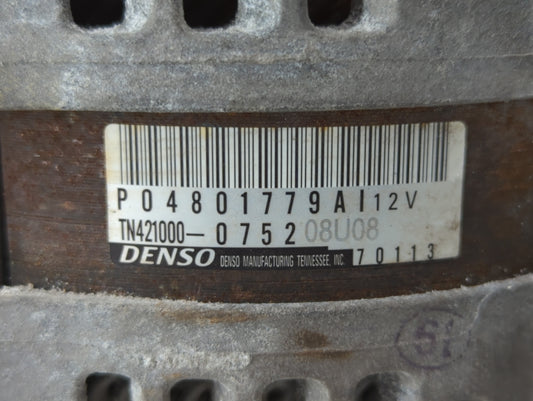 P04801779AI 12V
TN421000-0752 08U08
DENSO DENSO MANUFACTURING TENNESSEE, INC. 70113